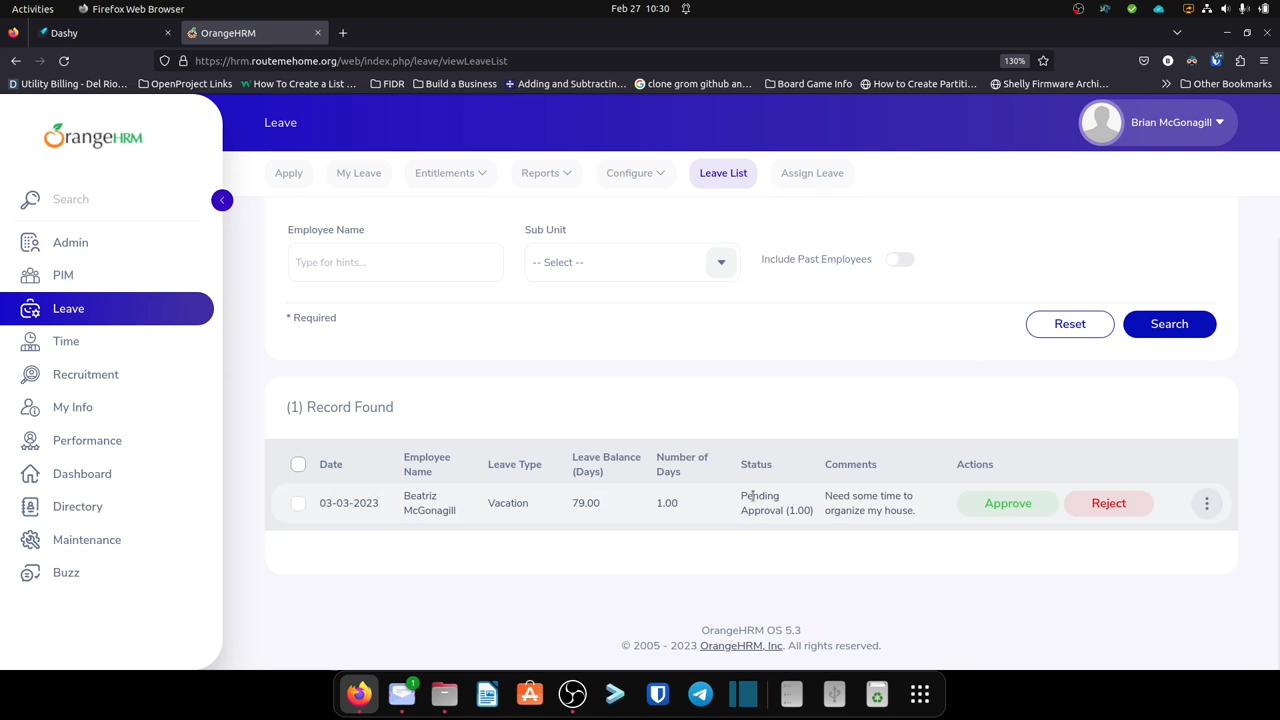 Activities
Firefox Web Browser
Feb 27 10:30
Dashy
OrangeHRM
https://hrm.routemehome.org/web/index.php/leave/viewLeaveList
130%
Utility Billing - Del Rio...
OpenProject Links
How To Create a List ...
FIDR
Build a Business
Adding and Subtractin...
clone grom github an...
Board Game Info
How to Create Partiti...
Shelly Firmware Archi...
Other Bookmarks
OrangeHRM
Leave
Brian McGonagill
Apply
My Leave
Entitlements
Reports
Configure
Leave List
Assign Leave
Search
Admin
PIM
Leave
Time
Recruitment
My Info
Performance
Dashboard
Directory
Maintenance
Buzz
Employee Name
Type for hints...
Sub Unit
-- Select --
Include Past Employees
* Required
Reset
Search
(1) Record Found
Date
Employee
Name
Leave Type
Leave Balance
(Days)
Number of
Days
Status
Comments
Actions
03-03-2023
Beatriz
McGonagill
Vacation
79.00
1.00
Pending
Approval (1.00)
Need some time to
organize my house.
Approve
Reject
OrangeHRM OS 5.3
© 2005 - 2023 OrangeHRM, Inc. All rights reserved.
1